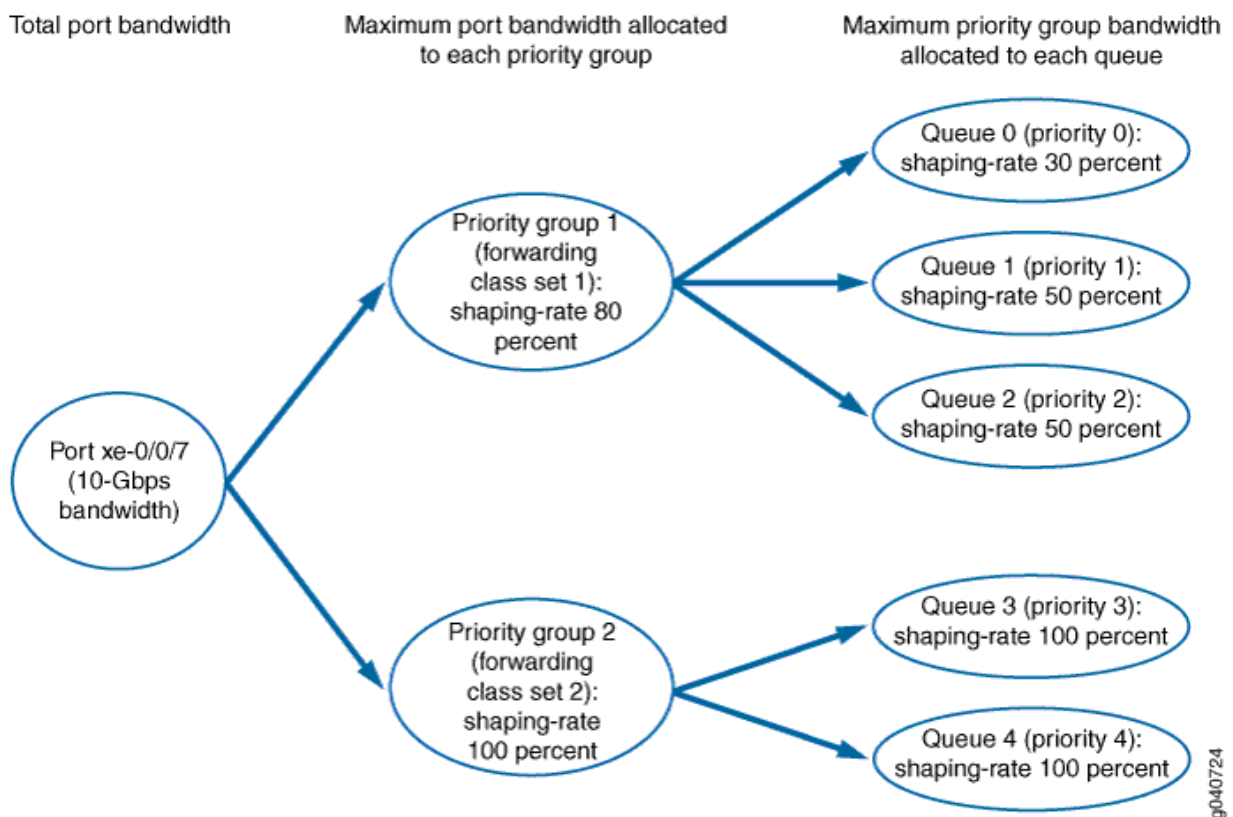 Total port bandwidth
Maximum port bandwidth allocated
to each priority group
Maximum priority group bandwidth
allocated to each queue
Port xe-0/0/7
(10-Gbps
bandwidth)
Priority group 1
(forwarding
class set 1):
shaping-rate 80
percent
Priority group 2
(forwarding
class set 2):
shaping-rate
100 percent
Queue 0 (priority 0):
shaping-rate 30 percent
Queue 1 (priority 1):
shaping-rate 50 percent
Queue 2 (priority 2):
shaping-rate 50 percent
Queue 3 (priority 3):
shaping-rate 100 percent
Queue 4 (priority 4):
shaping-rate 100 percent
g040724